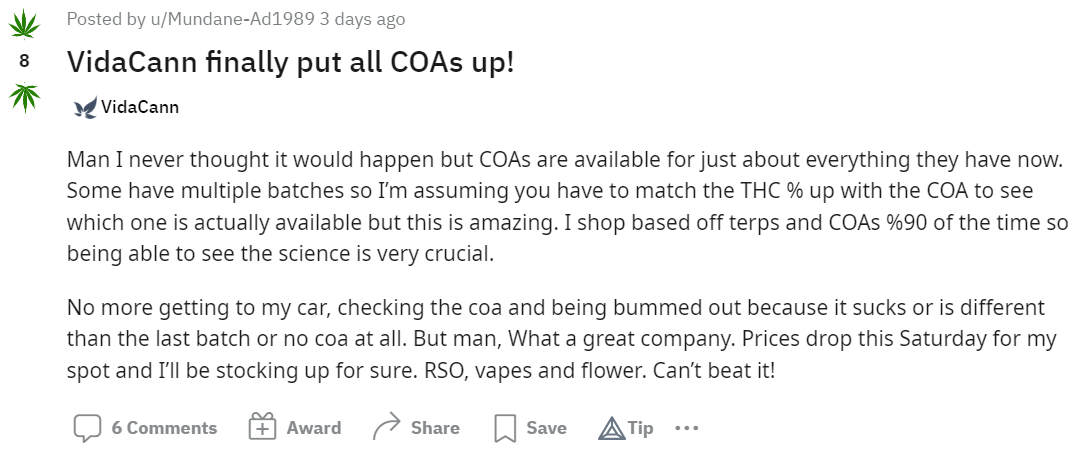 Posted by u/Mundane-Ad1989 3 days ago
8
VidaCann finally put all COAs up!
VidaCann
Man I never thought it would happen but COAs are available for just about everything they have now.
Some have multiple batches so I'm assuming you have to match the THC % up with the COA to see
which one is actually available but this is amazing. I shop based off terps and COAs %90 of the time so
being able to see the science is very crucial.
No more getting to my car, checking the coa and being bummed out because it sucks or is different
than the last batch or no coa at all. But man, What a great company. Prices drop this Saturday for my
spot and I'll be stocking up for sure. RSO, vapes and flower. Can't beat it!
6 Comments Award Share Save Tip •••